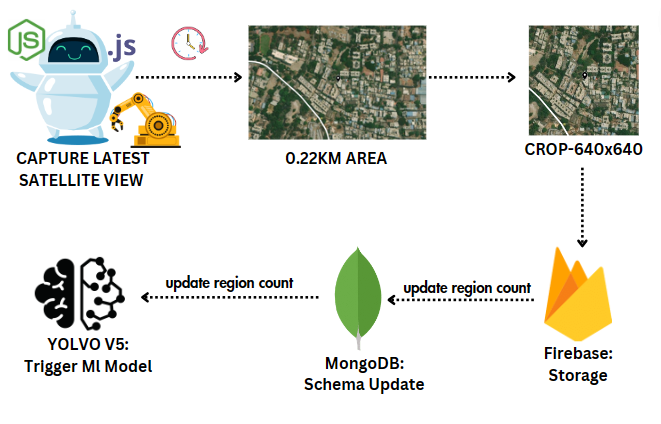 JS
.js
CAPTURE LATEST
SATELLITE VIEW
0.22KM AREA
CROP-640x640
update region count
update region count
YOLVO V5:
Trigger Ml Model
MongoDB:
Schema Update
Firebase:
Storage